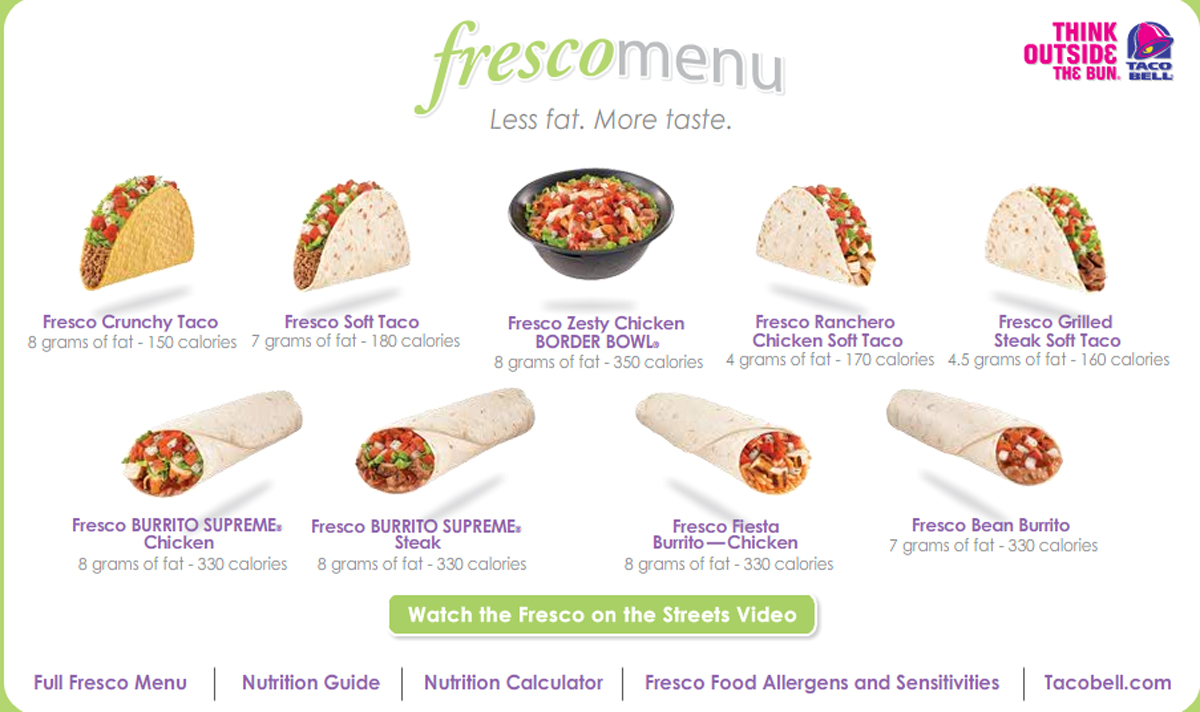 frescomenu
Less fat. More taste.
THINK
OUTSIDE
THE BUN.
TACO
BELL
Fresco Crunchy Taco
8 grams of fat - 150 calories
Fresco Soft Taco
7 grams of fat - 180 calories
Fresco Zesty Chicken
BORDER BOWL®
8 grams of fat - 350 calories
Fresco Ranchero
Chicken Soft Taco
4 grams of fat - 170 calories
Fresco Grilled
Steak Soft Taco
4.5 grams of fat - 160 calories
Fresco BURRITO SUPREME®
Chicken
8 grams of fat - 330 calories
Fresco BURRITO SUPREME®
Steak
8 grams of fat - 330 calories
Fresco Fiesta
Burrito—Chicken
8 grams of fat - 330 calories
Fresco Bean Burrito
7 grams of fat - 330 calories
Watch the Fresco on the Streets Video
Full Fresco Menu | Nutrition Guide | Nutrition Calculator | Fresco Food Allergens and Sensitivities | Tacobell.com